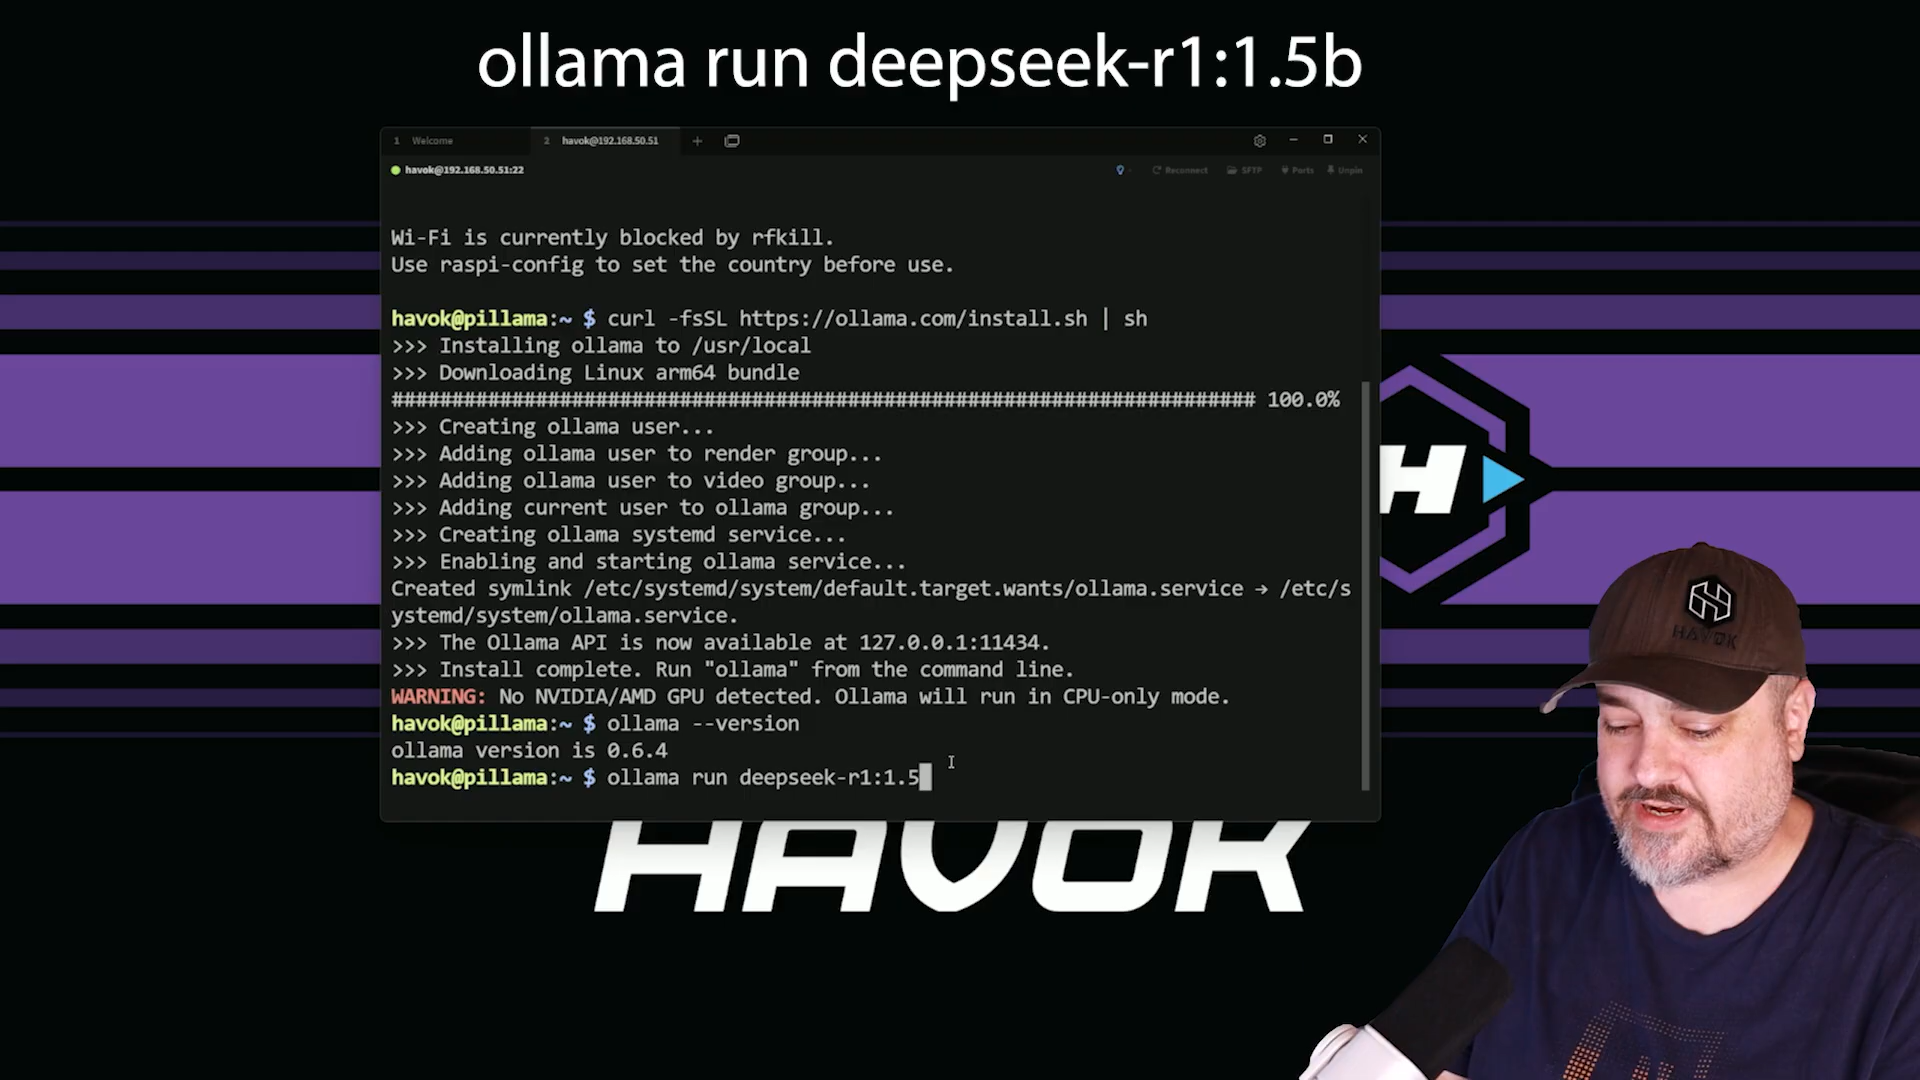 ollama run deepseek-r1:1.5b
1 Welcome
2 havok@192.168.50.51
havok@192.168.50.51:22
Reconnect
SFTP
Ports
Unpin
Wi-Fi is currently blocked by rfkill.
Use raspi-config to set the country before use.
havok@pillama:~ $ curl -fsSL https://ollama.com/install.sh | sh
>>> Installing ollama to /usr/local
>>> Downloading Linux arm64 bundle
######################################################################## 100.0%
>>> Creating ollama user...
>>> Adding ollama user to render group...
>>> Adding ollama user to video group...
>>> Adding current user to ollama group...
>>> Creating ollama systemd service...
>>> Enabling and starting ollama service...
Created symlink /etc/systemd/system/default.target.wants/ollama.service → /etc/s
ystemd/system/ollama.service.
>>> The Ollama API is now available at 127.0.0.1:11434.
>>> Install complete. Run "ollama" from the command line.
WARNING: No NVIDIA/AMD GPU detected. Ollama will run in CPU-only mode.
havok@pillama:~ $ ollama --version
ollama version is 0.6.4
havok@pillama:~ $ ollama run deepseek-r1:1.5
H
HAVOK
HAVOK